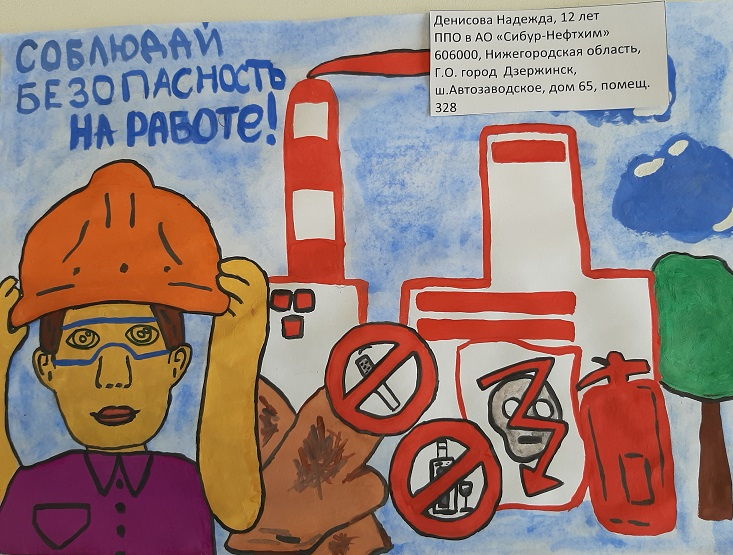 СОБЛЮДАЙ
БЕЗОПАСНОСТЬ
НА РАБОТЕ!
Денисова Надежда, 12 лет
ППО в АО «Сибур-Нефтхим»
606000, Нижегородская область,
Г.О. город Дзержинск,
ш.Автозаводское, дом 65, помещ.
328